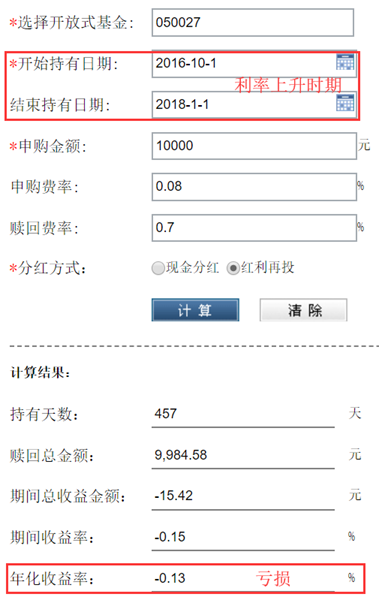 *选择开放式基金: 050027
*开始持有日期: 2016-10-1
利率上升时期
结束持有日期: 2018-1-1
*申购金额: 10000 元
申购费率: 0.08 %
赎回费率: 0.7 %
*分红方式: 现金分红 红利再投
计算 清除
计算结果:
持有天数: 457 天
赎回总金额: 9,984.58 元
期间总收益金额: -15.42 元
期间收益率: -0.15 %
年化收益率: -0.13 亏损 %